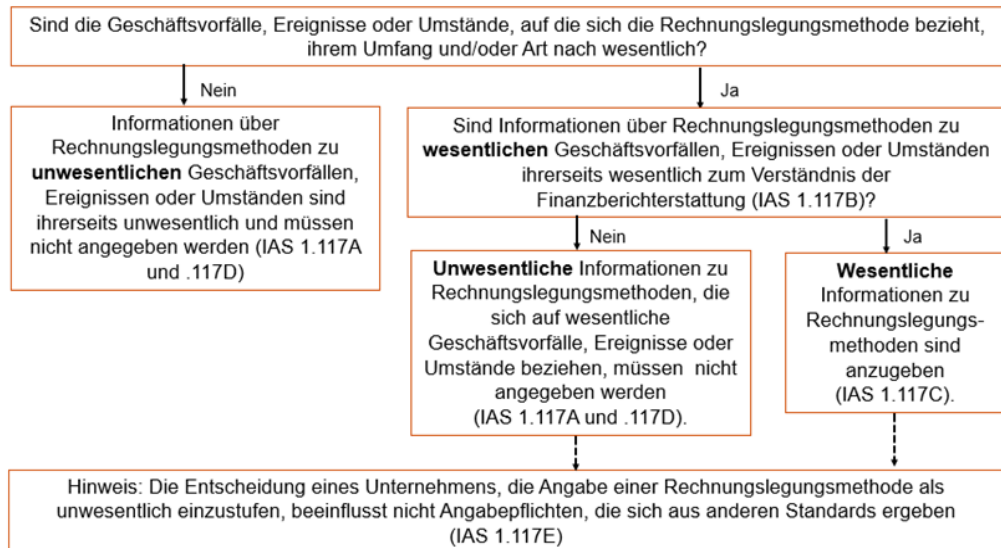 Sind die Geschäftsvorfälle, Ereignisse oder Umstände, auf die sich die Rechnungslegungsmethode bezieht,
ihrem Umfang und/oder Art nach wesentlich?
Nein
Ja
Informationen über
Rechnungslegungsmethoden zu
unwesentlichen Geschäftsvorfällen,
Ereignissen oder Umständen sind
ihrerseits unwesentlich und müssen
nicht angegeben werden (IAS 1.117A
und .117D)
Sind Informationen über Rechnungslegungsmethoden zu
wesentlichen Geschäftsvorfällen, Ereignissen oder Umständen
ihrerseits wesentlich zum Verständnis der
Finanzberichterstattung (IAS 1.117B)?
Nein
Ja
Unwesentliche Informationen zu
Rechnungslegungsmethoden, die
sich auf wesentliche
Geschäftsvorfälle, Ereignisse oder
Umstände beziehen, müssen nicht
angegeben werden
(IAS 1.117A und .117D).
Wesentliche
Informationen zu
Rechnungslegungs-
methoden sind
anzugeben
(IAS 1.117C).
Hinweis: Die Entscheidung eines Unternehmens, die Angabe einer Rechnungslegungsmethode als
unwesentlich einzustufen, beeinflusst nicht Angabepflichten, die sich aus anderen Standards ergeben
(IAS 1.117E)